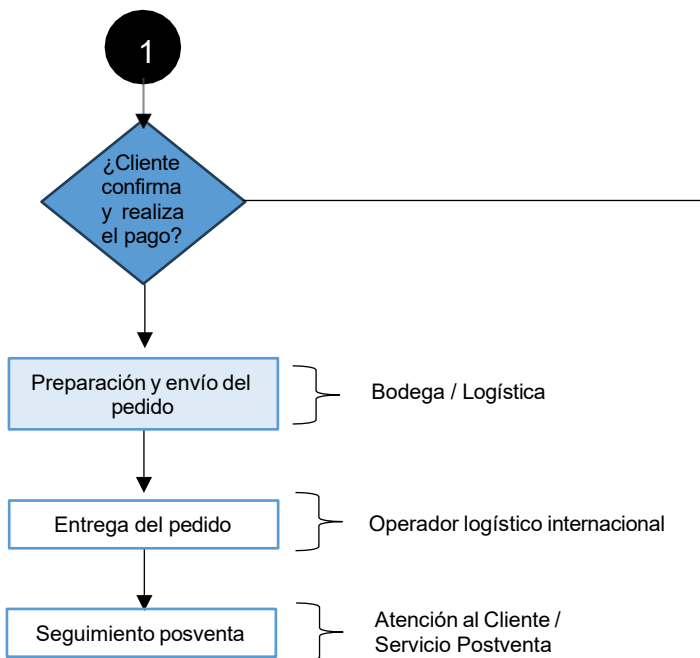 1
¿Cliente
confirma
y realiza
el pago?
Preparación y envío del
pedido
Bodega / Logística
Entrega del pedido
Operador logístico internacional
Seguimiento posventa
Atención al Cliente /
Servicio Postventa